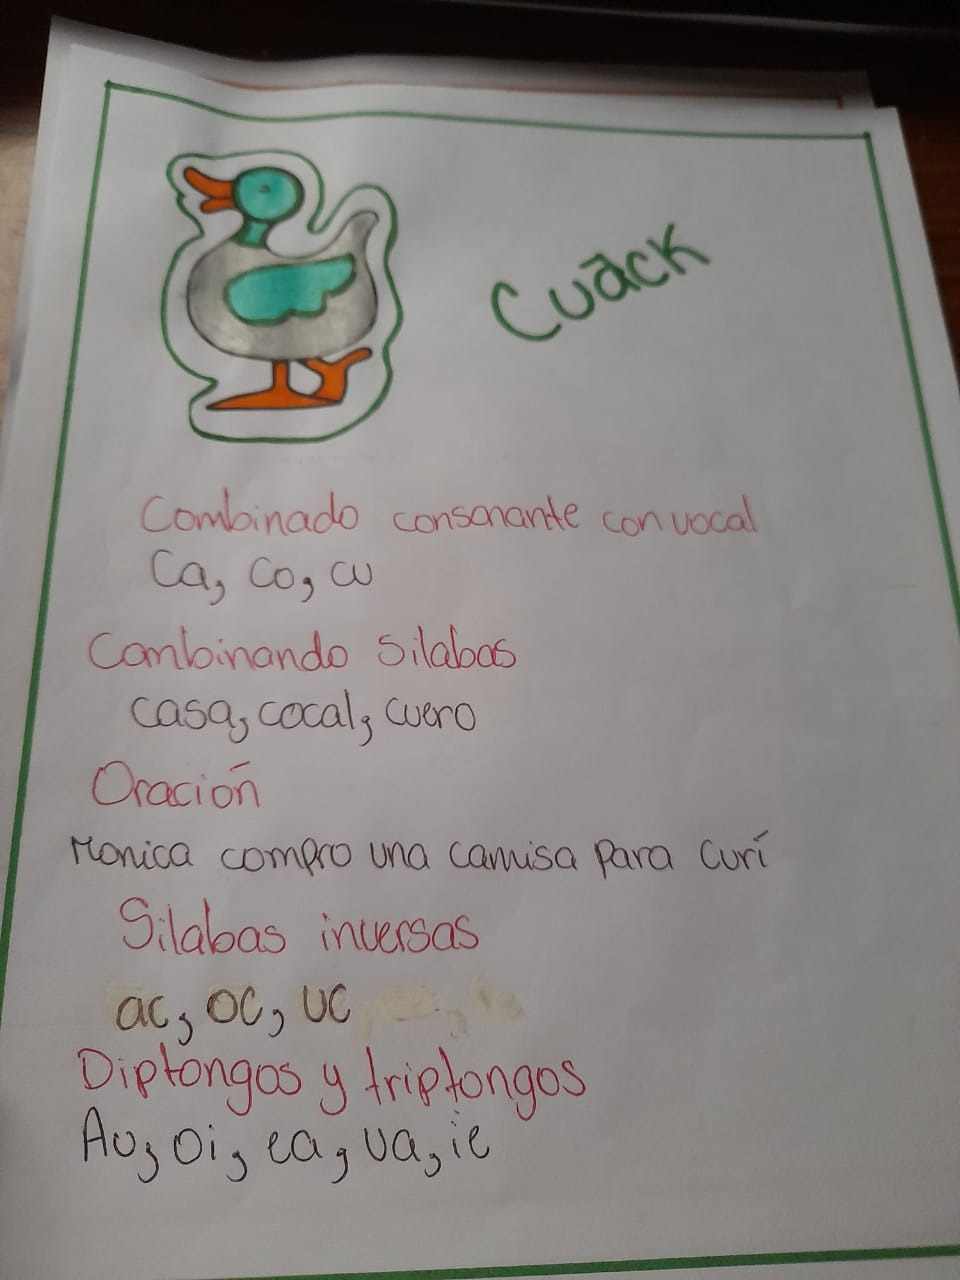 Cuack
Combinado consonante con vocal
Ca, Co, cu
Combinando silabas
casa, cocal, cuero
Oración
Monica compro una camisa para Curí
Silabas inversas
ac, oc, uc
Diptongos y triptongos
Au, oi, ea, ua, ie